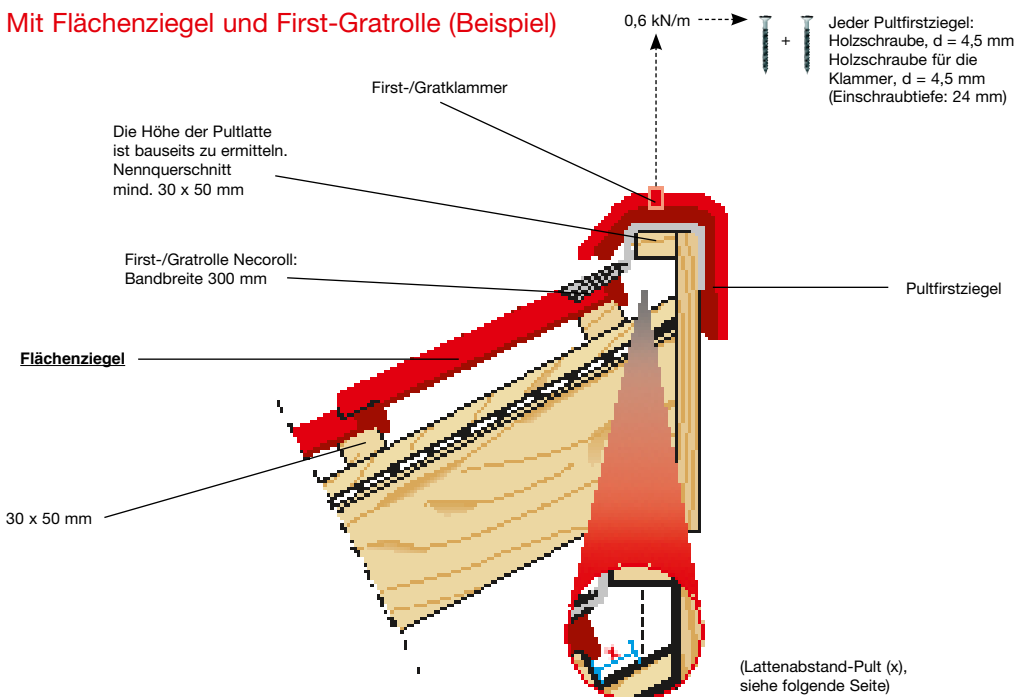 Mit Flächenziegel und First-Gratrolle (Beispiel)
0,6 kN/m
+
Jeder Pultfirstziegel:
Holzschraube, d = 4,5 mm
Holzschraube für die
Klammer, d = 4,5 mm
(Einschraubtiefe: 24 mm)
First-/Gratklammer
Die Höhe der Pultlatte
ist bauseits zu ermitteln.
Nennquerschnitt
mind. 30 x 50 mm
First-/Gratrolle Necoroll:
Bandbreite 300 mm
Pultfirstziegel
Flächenziegel
30 x 50 mm
x
(Lattenabstand-Pult (x),
siehe folgende Seite)